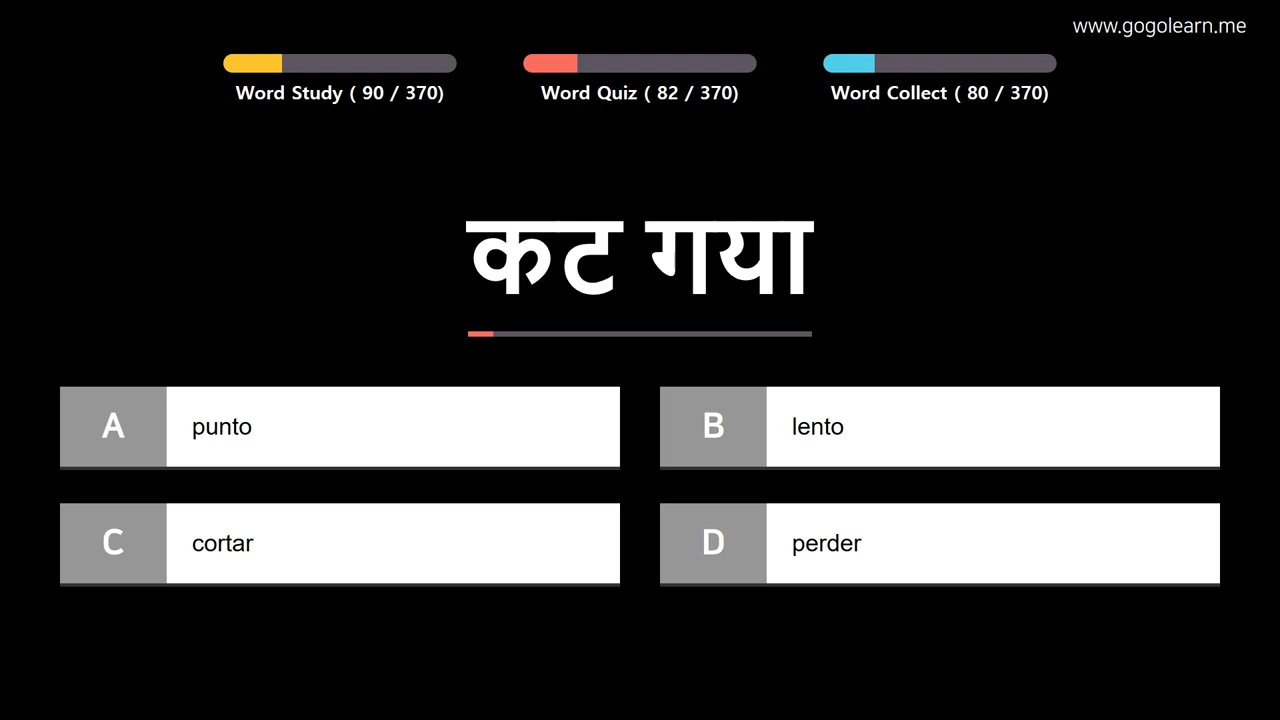 www.gogolearn.me
Word Study ( 90 / 370)
Word Quiz ( 82 / 370)
Word Collect ( 80 / 370)
कट गया
A punto
B lento
C cortar
D perder